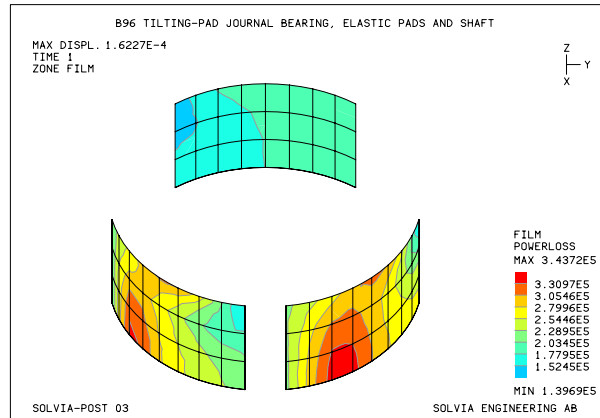 B96 TILTING-PAD JOURNAL BEARING, ELASTIC PADS AND SHAFT
MAX DISPL. 1.6227E-4
TIME 1
ZONE FILM
Z
Y
X
FILM
POWERLOSS
MAX 3.4372E5
3.3097E5
3.0546E5
2.7996E5
2.5446E5
2.2895E5
2.0345E5
1.7795E5
1.5245E5
MIN 1.3969E5
SOLVIA-POST 03
SOLVIA ENGINEERING AB